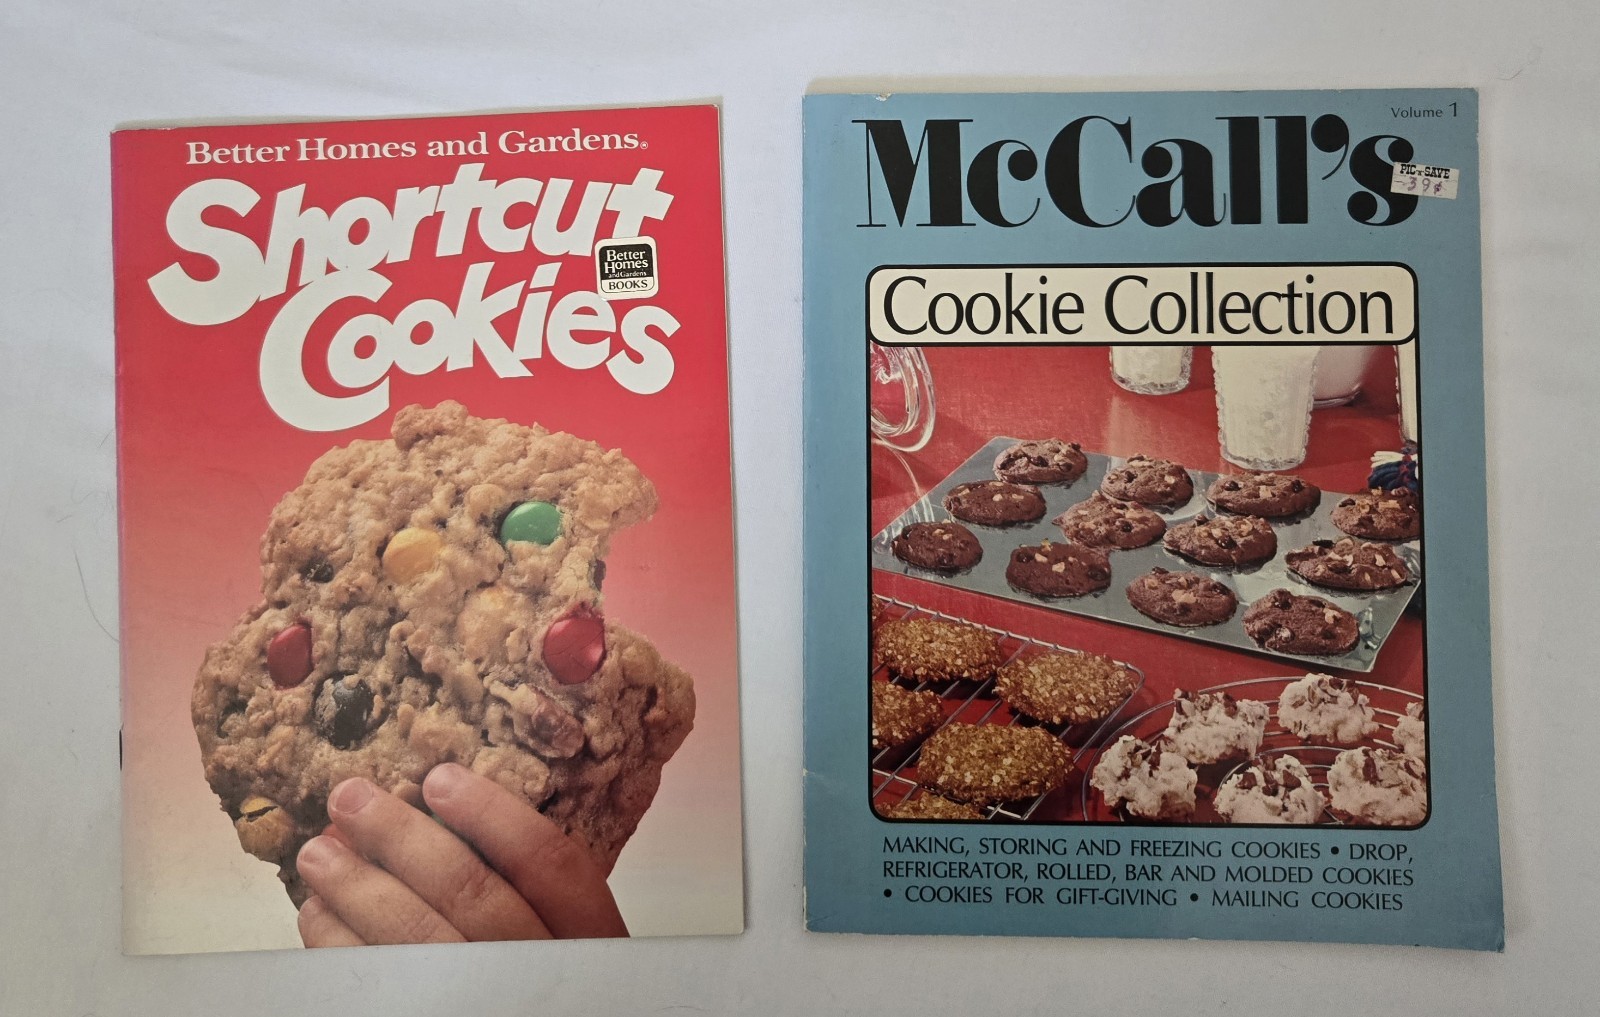 Better Homes and Gardens®
Shortcut
Cookies
Better
Homes
and Gardens
BOOKS
Volume 1
McCall's
PIC-N-SAVE
39¢
Cookie Collection
MAKING, STORING AND FREEZING COOKIES • DROP,
REFRIGERATOR, ROLLED, BAR AND MOLDED COOKIES
• COOKIES FOR GIFT-GIVING • MAILING COOKIES